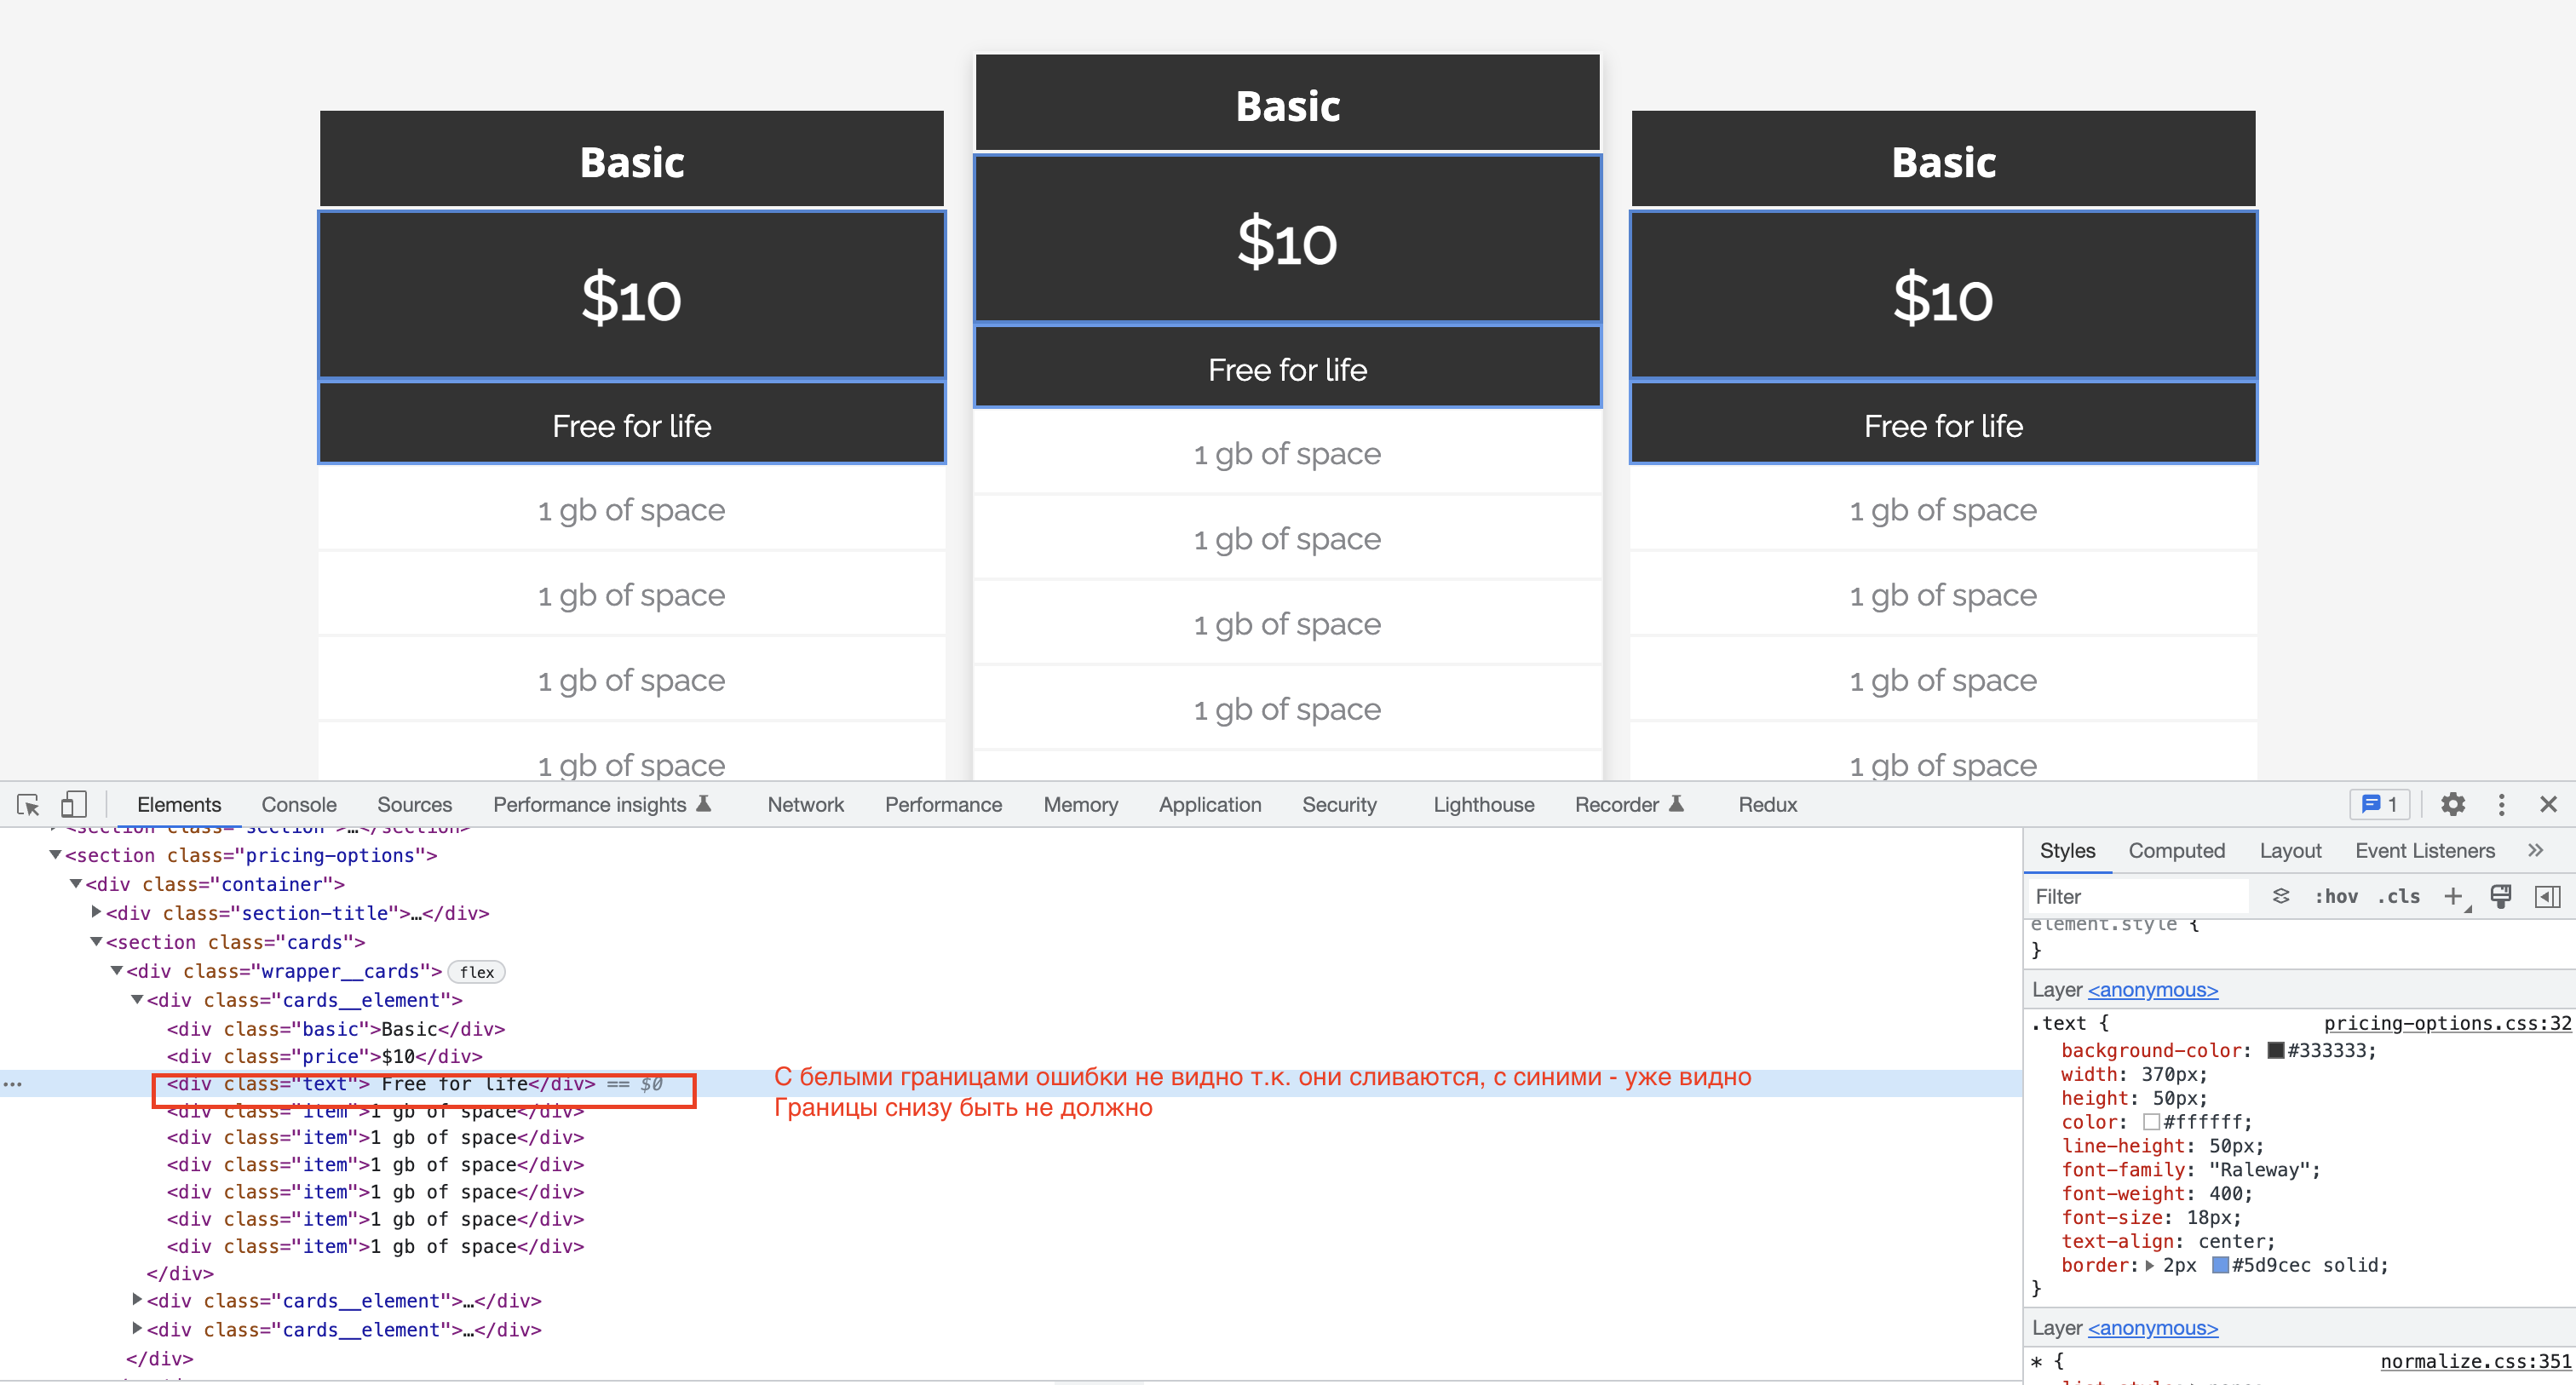 Basic
Basic
Basic
$10
$10
$10
Free for life
Free for life
Free for life
1 gb of space
1 gb of space
1 gb of space
1 gb of space
1 gb of space
1 gb of space
1 gb of space
1 gb of space
1 gb of space
1 gb of space
1 gb of space
1 gb of space
Elements Console Sources Performance insights Network Performance Memory Application Security Lighthouse Recorder Redux 1
<section class="section">…</section>
<section class="pricing-options">
<div class="container">
<div class="section-title">…</div>
<section class="cards">
<div class="wrapper__cards"> flex
<div class="cards__element">
<div class="basic">Basic</div>
<div class="price">$10</div>
<div class="text"> Free for life</div> == $0
<div class="item">1 gb of space</div>
<div class="item">1 gb of space</div>
<div class="item">1 gb of space</div>
<div class="item">1 gb of space</div>
<div class="item">1 gb of space</div>
<div class="item">1 gb of space</div>
</div>
<div class="cards__element">…</div>
<div class="cards__element">…</div>
</div>
С белыми границами ошибки не видно т.к. они сливаются, с синими - уже видно
Границы снизу быть не должно
Styles Computed Layout Event Listeners
Filter :hov .cls
element.style {
}
Layer <anonymous>
.text { pricing-options.css:32
background-color: #333333;
width: 370px;
height: 50px;
color: #ffffff;
line-height: 50px;
font-family: "Raleway";
font-weight: 400;
font-size: 18px;
text-align: center;
border: 2px #5d9cec solid;
}
Layer <anonymous>
* { normalize.css:351